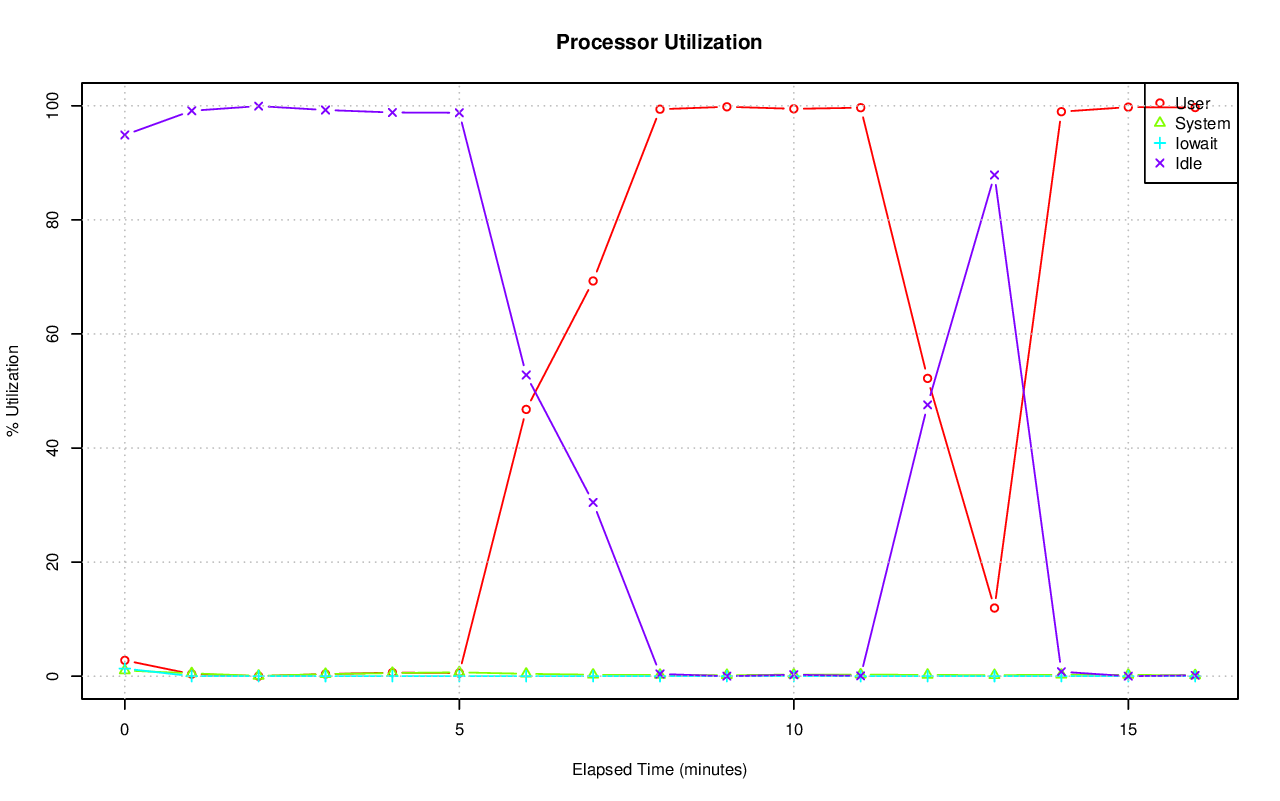 Processor Utilization
% Utilization
100
80
60
40
20
0
User
System
Iowait
Idle
0 5 10 15
Elapsed Time (minutes)